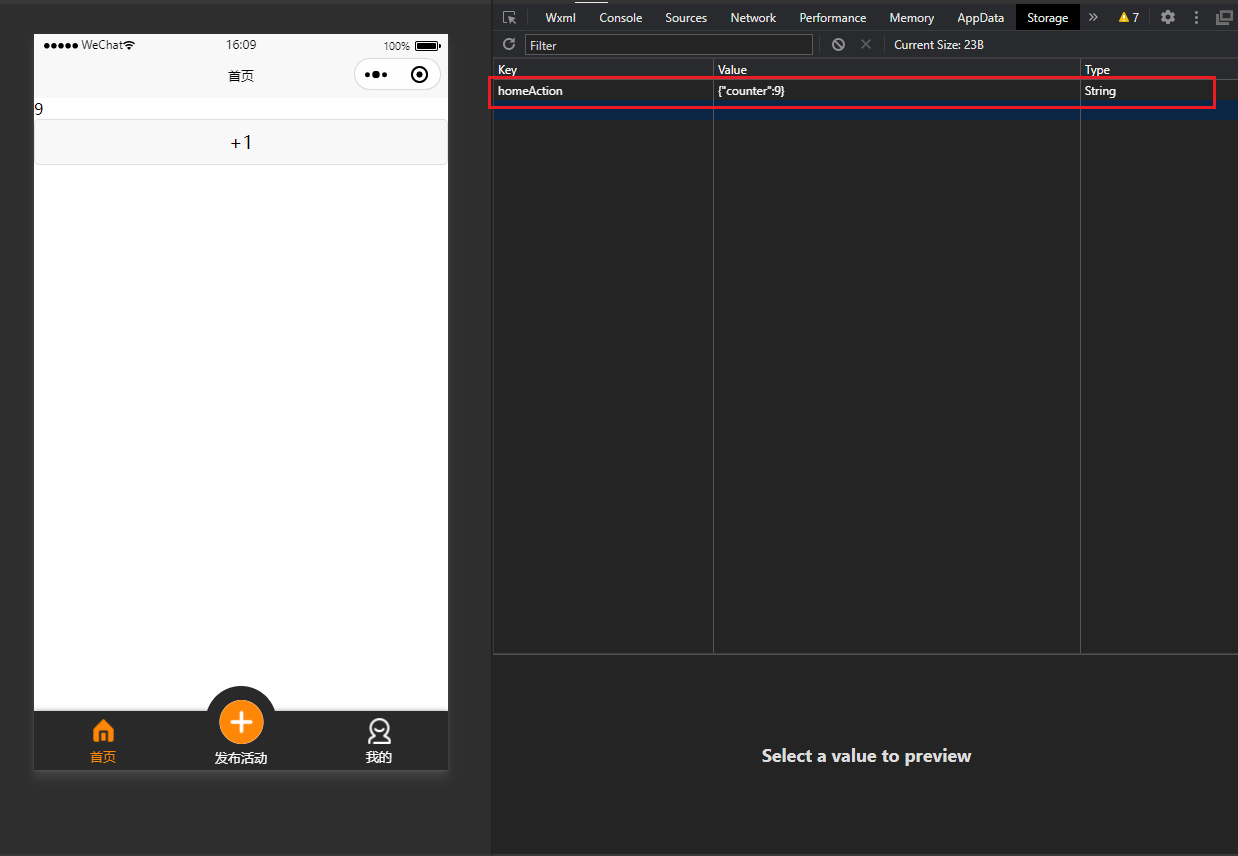 WeChat 16:09 100%
首页
9
+1
首页 发布活动 我的
Wxml Console Sources Network Performance Memory AppData Storage » 7
Filter Current Size: 23B
Key Value Type
homeAction {"counter":9} String
Select a value to preview